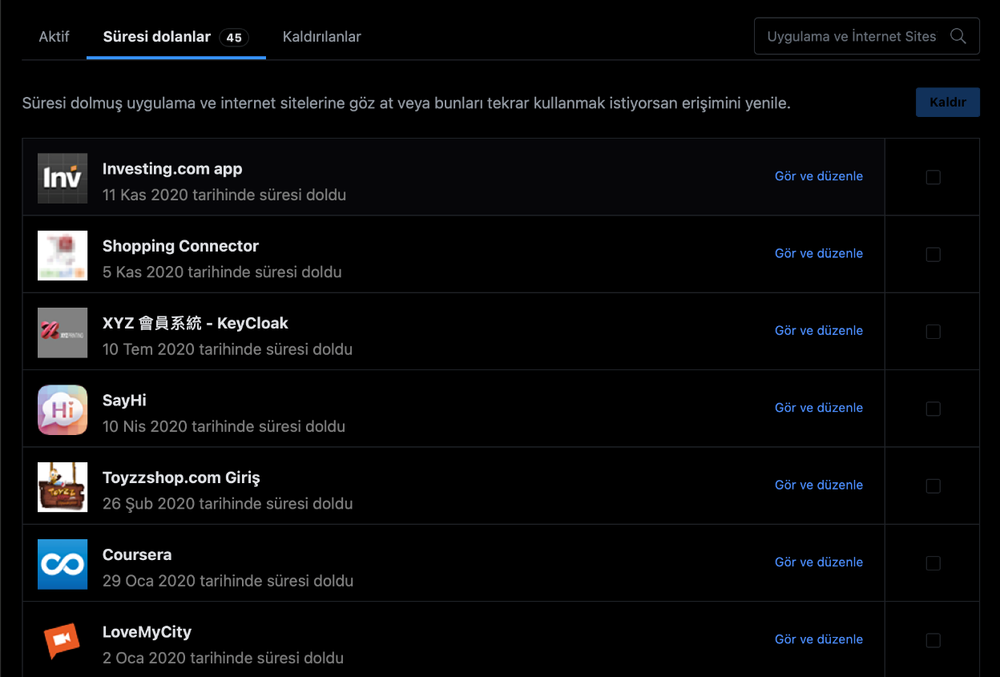 Aktif
Süresi dolanlar 45
Kaldırılanlar
Uygulama ve İnternet Sites
Süresi dolmuş uygulama ve internet sitelerine göz at veya bunları tekrar kullanmak istiyorsan erişimini yenile.
Kaldır
Inv
Investing.com app
11 Kas 2020 tarihinde süresi doldu
Gör ve düzenle
Shopping Connector
5 Kas 2020 tarihinde süresi doldu
Gör ve düzenle
XYZ 會員系統 - KeyCloak
10 Tem 2020 tarihinde süresi doldu
Gör ve düzenle
Hi
SayHi
10 Nis 2020 tarihinde süresi doldu
Gör ve düzenle
Toyzzshop.com Giriş
26 Şub 2020 tarihinde süresi doldu
Gör ve düzenle
Coursera
29 Oca 2020 tarihinde süresi doldu
Gör ve düzenle
LoveMyCity
2 Oca 2020 tarihinde süresi doldu
Gör ve düzenle